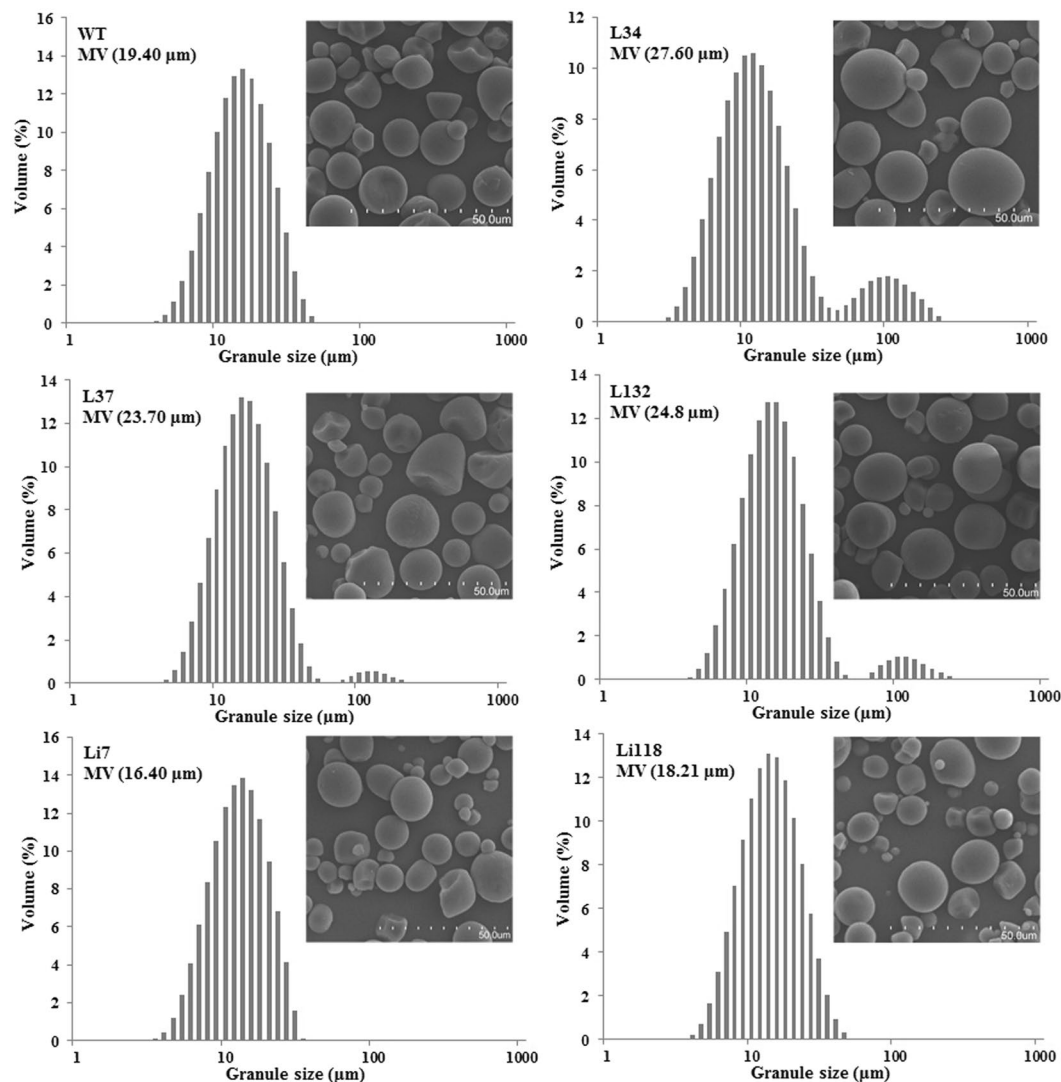 WT
MV (19.40 µm)
16
14
12
10
8
6
4
2
0
Volume (%)
1
10
100
1000
Granule size (µm)
50.0um
L34
MV (27.60 µm)
12
10
8
6
4
2
0
Volume (%)
1
10
100
1000
Granule size (µm)
50.0um
L37
MV (23.70 µm)
14
12
10
8
6
4
2
0
Volume (%)
1
10
100
1000
Granule size (µm)
50.0um
L132
MV (24.8 µm)
14
12
10
8
6
4
2
0
Volume (%)
1
10
100
1000
Granule size (µm)
50.0um
Li7
MV (16.40 µm)
16
14
12
10
8
6
4
2
0
Volume (%)
1
10
100
1000
Granule size (µm)
50.0um
Li118
MV (18.21 µm)
14
12
10
8
6
4
2
0
Volume (%)
1
10
100
1000
Granule size (µm)
50.0um